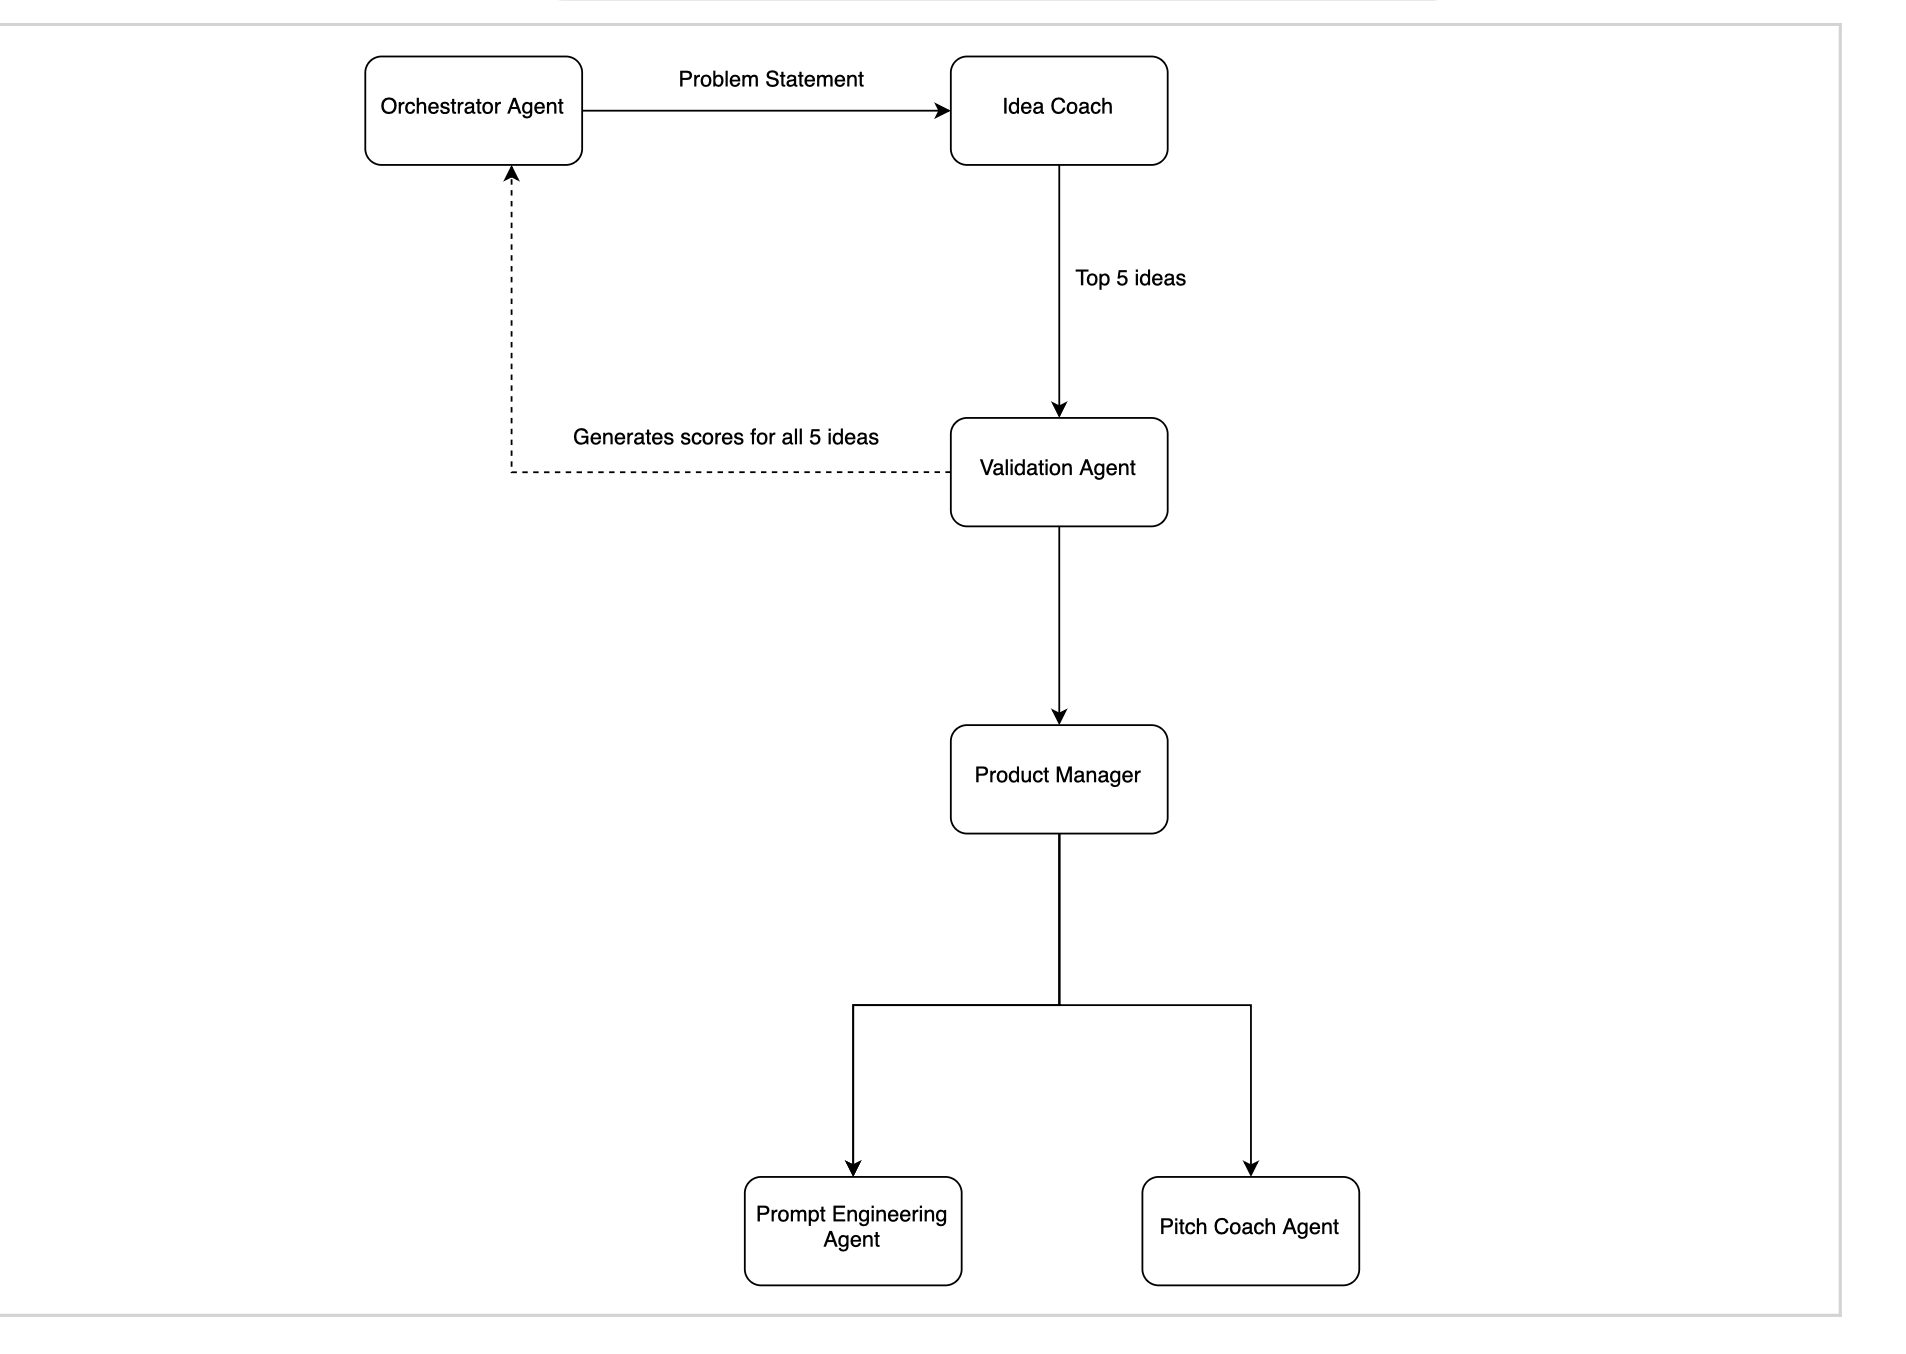 Orchestrator Agent
Problem Statement
Idea Coach
Top 5 ideas
Generates scores for all 5 ideas
Validation Agent
Product Manager
Prompt Engineering
Agent
Pitch Coach Agent